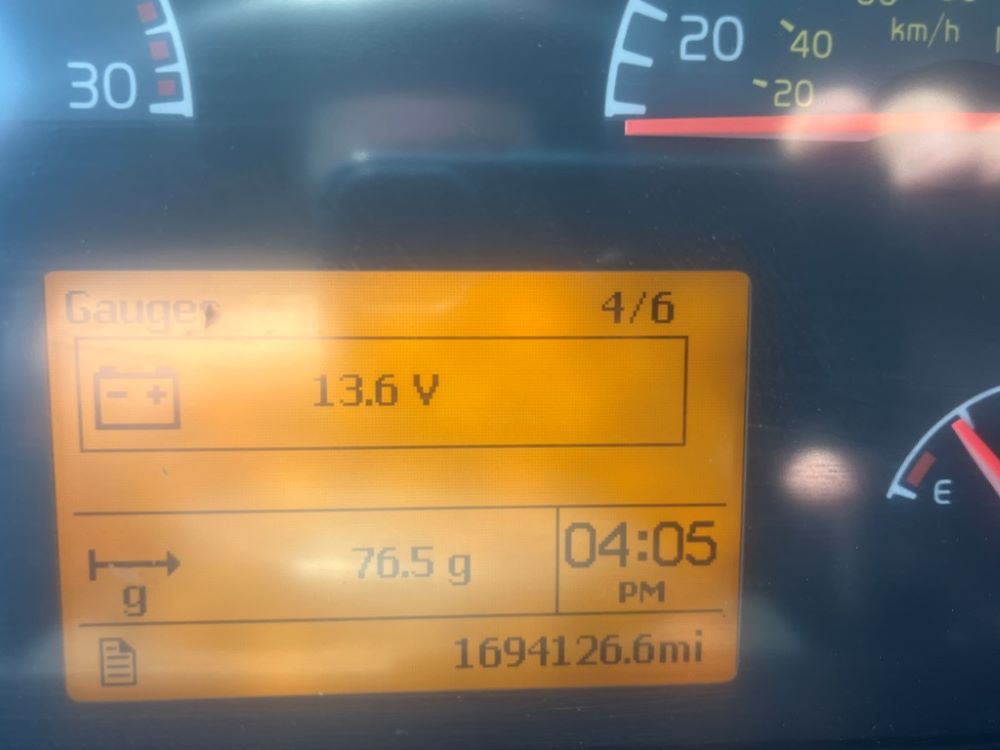 30
20
km/h
40
20
Gauges 4/6
- +
13.6 V
E
g 76.5 g
04:05
PM
1694126.6mi